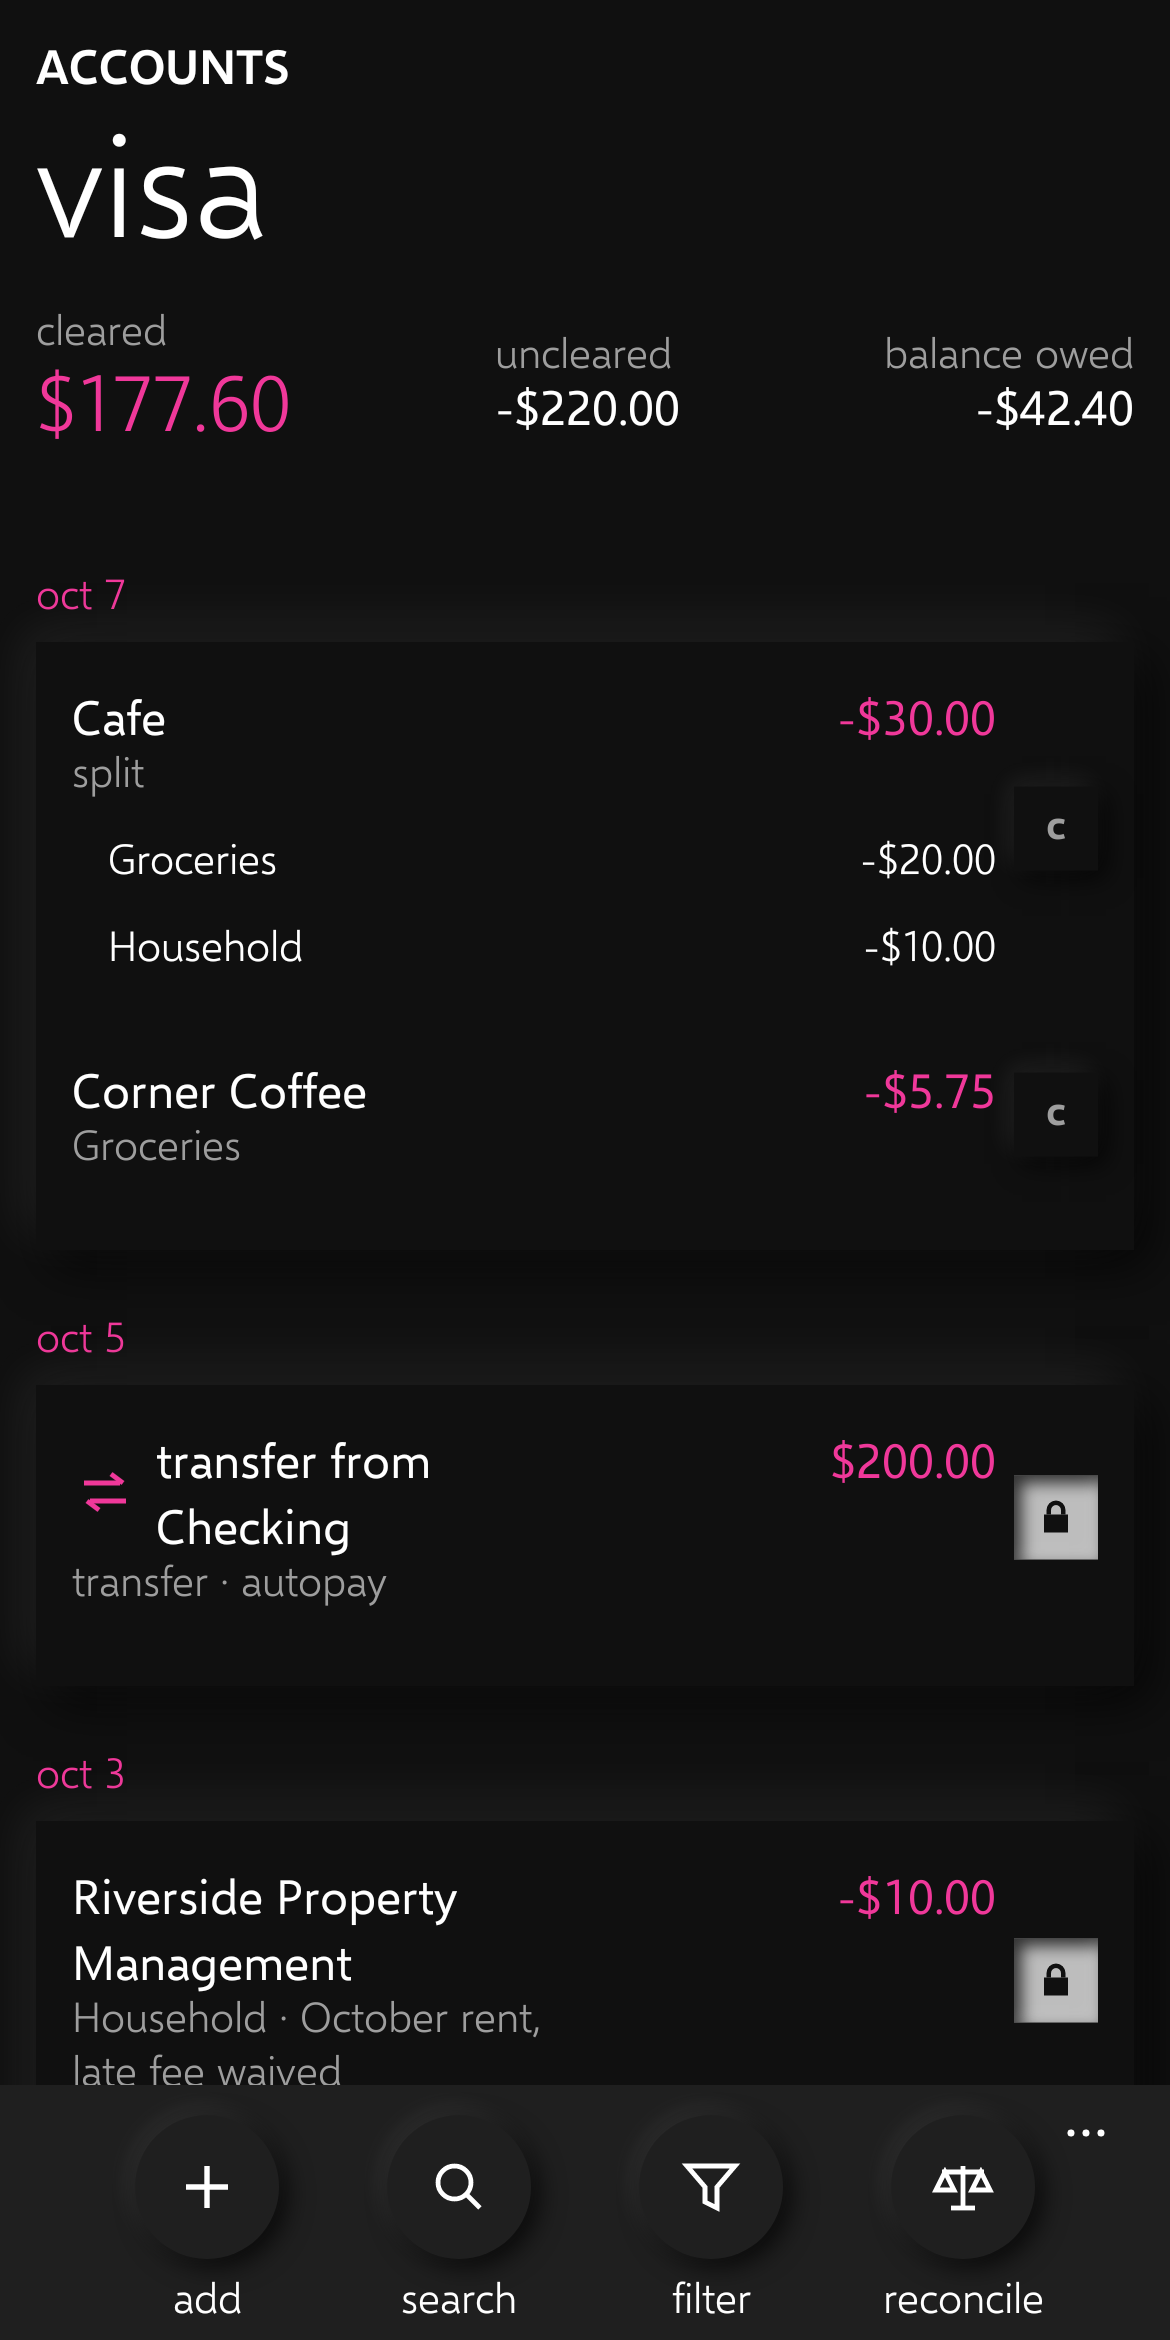 ACCOUNTS
visa
cleared
$177.60
uncleared
-$220.00
balance owed
-$42.40
oct 7
Cafe -$30.00
split
c
Groceries -$20.00
Household -$10.00
Corner Coffee -$5.75
c
Groceries
oct 5
transfer from $200.00
Checking
transfer · autopay
oct 3
Riverside Property -$10.00
Management
Household · October rent,
late fee waived
add search filter reconcile